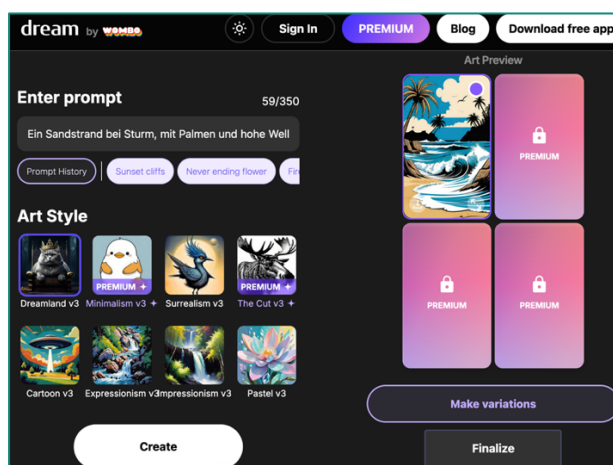 dream by WOMBO
Sign In
PREMIUM
Blog
Download free app
Enter prompt
59/350
Ein Sandstrand bei Sturm, mit Palmen und hohe Well
Prompt History
Sunset cliffs
Never ending flower
Fir
Art Style
PREMIUM
PREMIUM
Dreamland v3
Minimalism v3
Surrealism v3
The Cut v3
Cartoon v3
Expressionism v3
Impressionism v3
Pastel v3
Create
Art Preview
PREMIUM
PREMIUM
PREMIUM
Make variations
Finalize